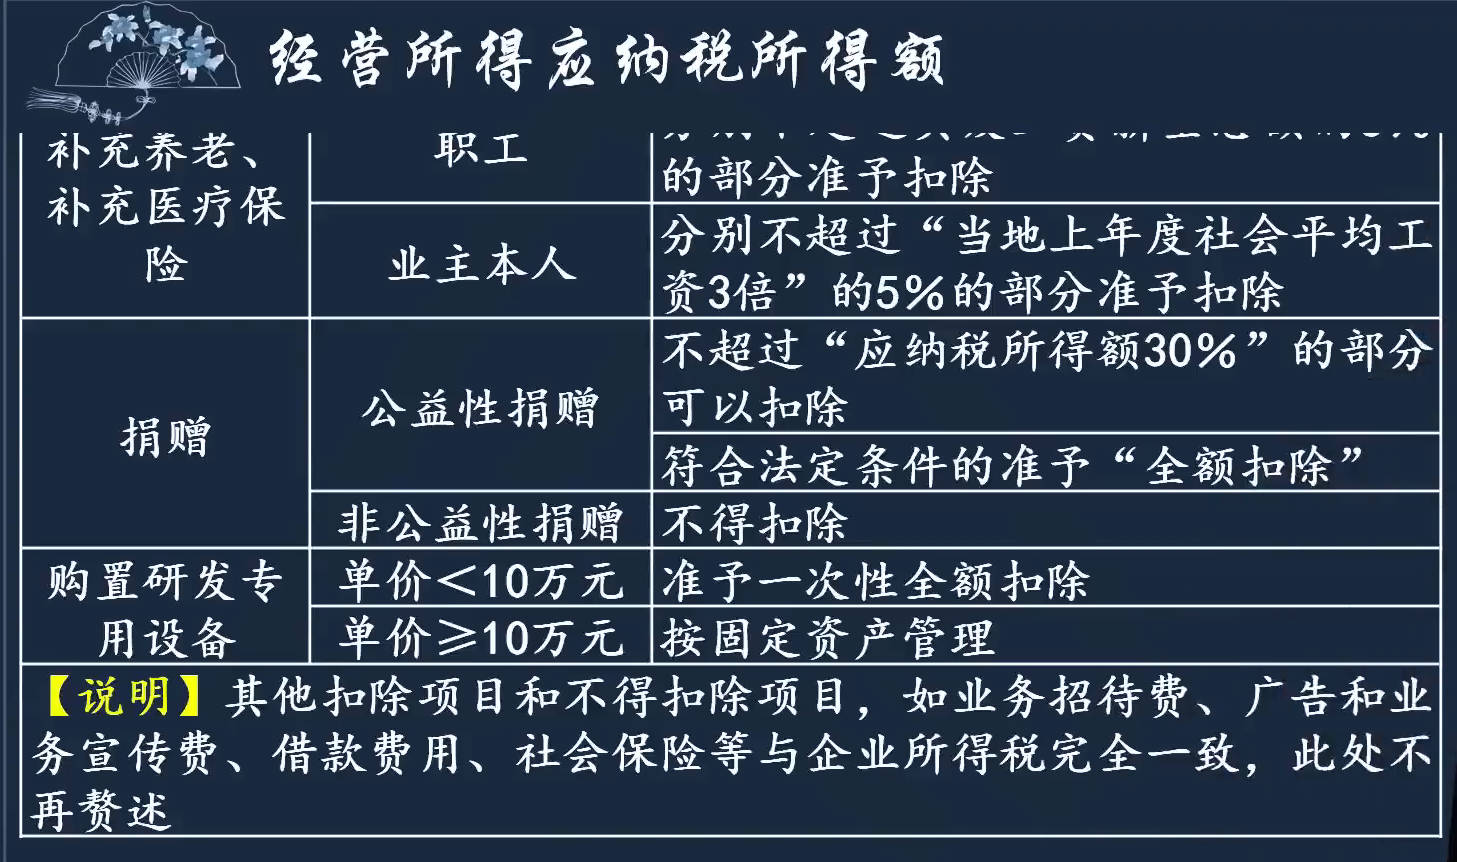 经营所得应纳税所得额
补充养老、
补充医疗保
险
职工
的部分准予扣除
业主本人
分别不超过“当地上年度社会平均工
资3倍”的5%的部分准予扣除
捐赠
公益性捐赠
不超过“应纳税所得额30%”的部分
可以扣除
符合法定条件的准予“全额扣除”
非公益性捐赠
不得扣除
购置研发专
用设备
单价＜10万元
准予一次性全额扣除
单价≥10万元
按固定资产管理
【说明】其他扣除项目和不得扣除项目，如业务招待费、广告和业
务宣传费、借款费用、社会保险等与企业所得税完全一致，此处不
再赘述